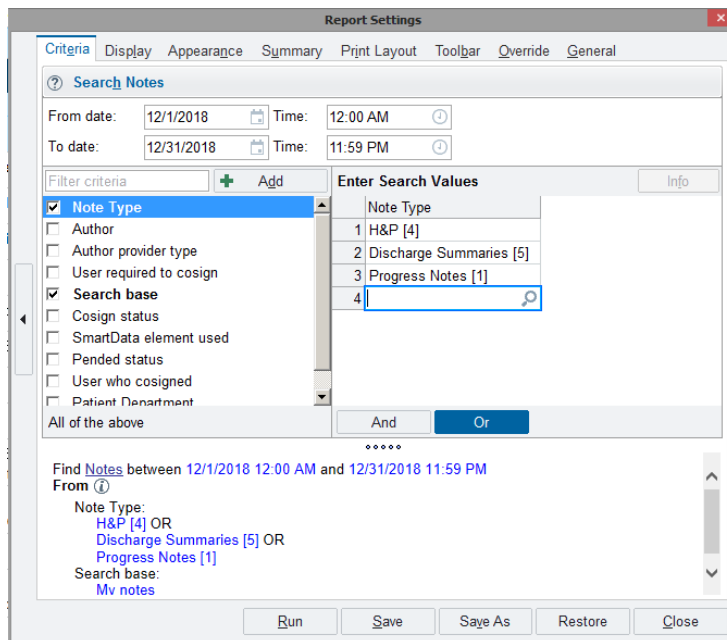 Report Settings
Criteria Display Appearance Summary Print Layout Toolbar Override General
Search Notes
From date: 12/1/2018 Time: 12:00 AM
To date: 12/31/2018 Time: 11:59 PM
Filter criteria Add Enter Search Values Info
Note Type
Author
Author provider type
User required to cosign
Search base
Cosign status
SmartData element used
Pended status
User who cosigned
Patient Department
All of the above
Note Type
1 H&P [4]
2 Discharge Summaries [5]
3 Progress Notes [1]
4
And Or
Find Notes between 12/1/2018 12:00 AM and 12/31/2018 11:59 PM
From
Note Type:
H&P [4] OR
Discharge Summaries [5] OR
Progress Notes [1]
Search base:
My notes
Run Save Save As Restore Close